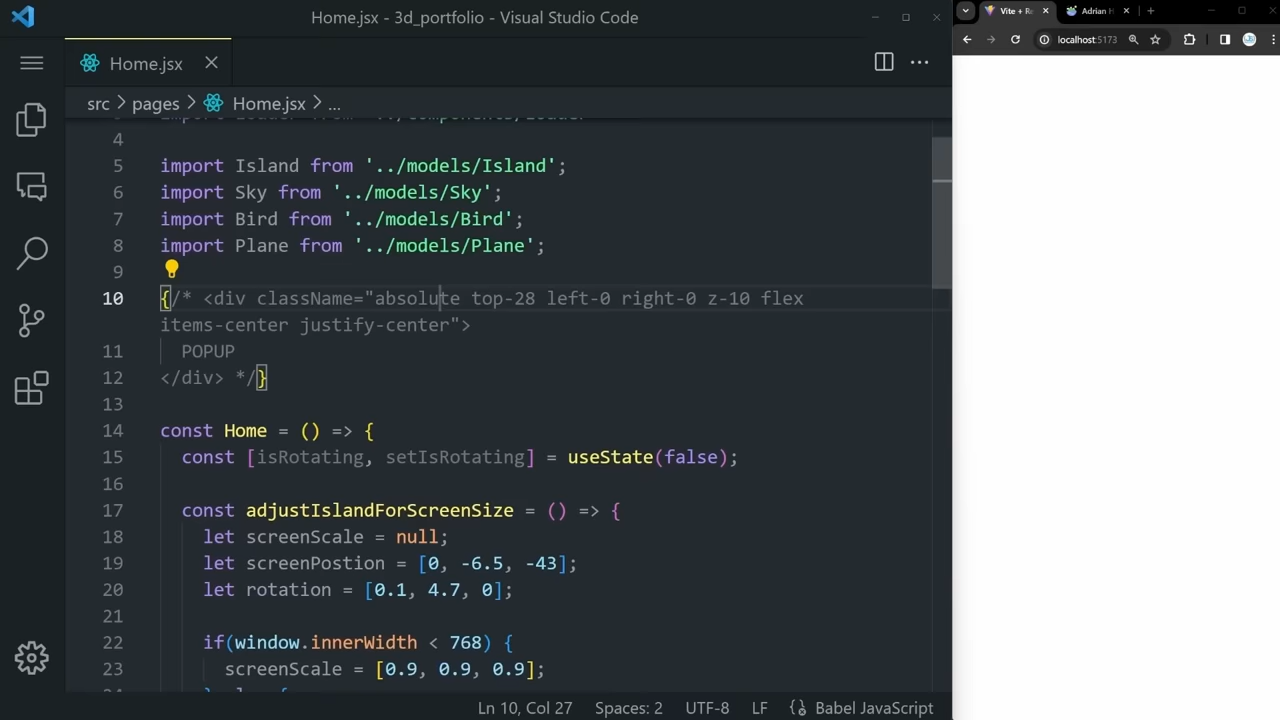 Home.jsx - 3d_portfolio - Visual Studio Code
Home.jsx
src > pages > Home.jsx > ...
4
5 import Island from '../models/Island';
6 import Sky from '../models/Sky';
7 import Bird from '../models/Bird';
8 import Plane from '../models/Plane';
9
10 {/* <div className="absolute top-28 left-0 right-0 z-10 flex
items-center justify-center">
11 POPUP
12 </div> */}
13
14 const Home = () => {
15 const [isRotating, setIsRotating] = useState(false);
16
17 const adjustIslandForScreenSize = () => {
18 let screenScale = null;
19 let screenPostion = [0, -6.5, -43];
20 let rotation = [0.1, 4.7, 0];
21
22 if(window.innerWidth < 768) {
23 screenScale = [0.9, 0.9, 0.9];
Ln 10, Col 27 Spaces: 2 UTF-8 LF Babel JavaScript
Vite + Re
Adrian H
localhost:5173